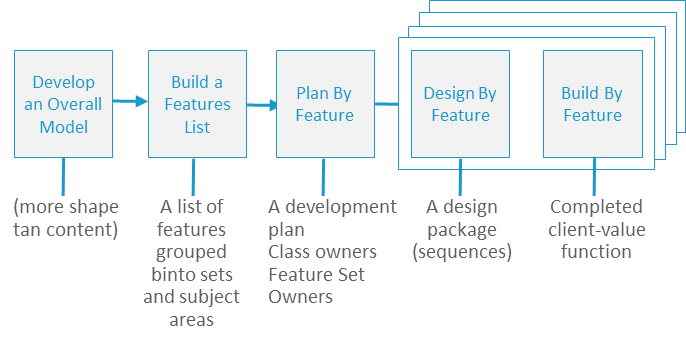 Develop
an Overall
Model
Build a
Features
List
Plan By
Feature
Design By
Feature
Build By
Feature
(more shape
tan content)
A list of
features
grouped
binto sets
and subject
areas
A development
plan
Class owners
Feature Set
Owners
A design
package
(sequences)
Completed
client-value
function